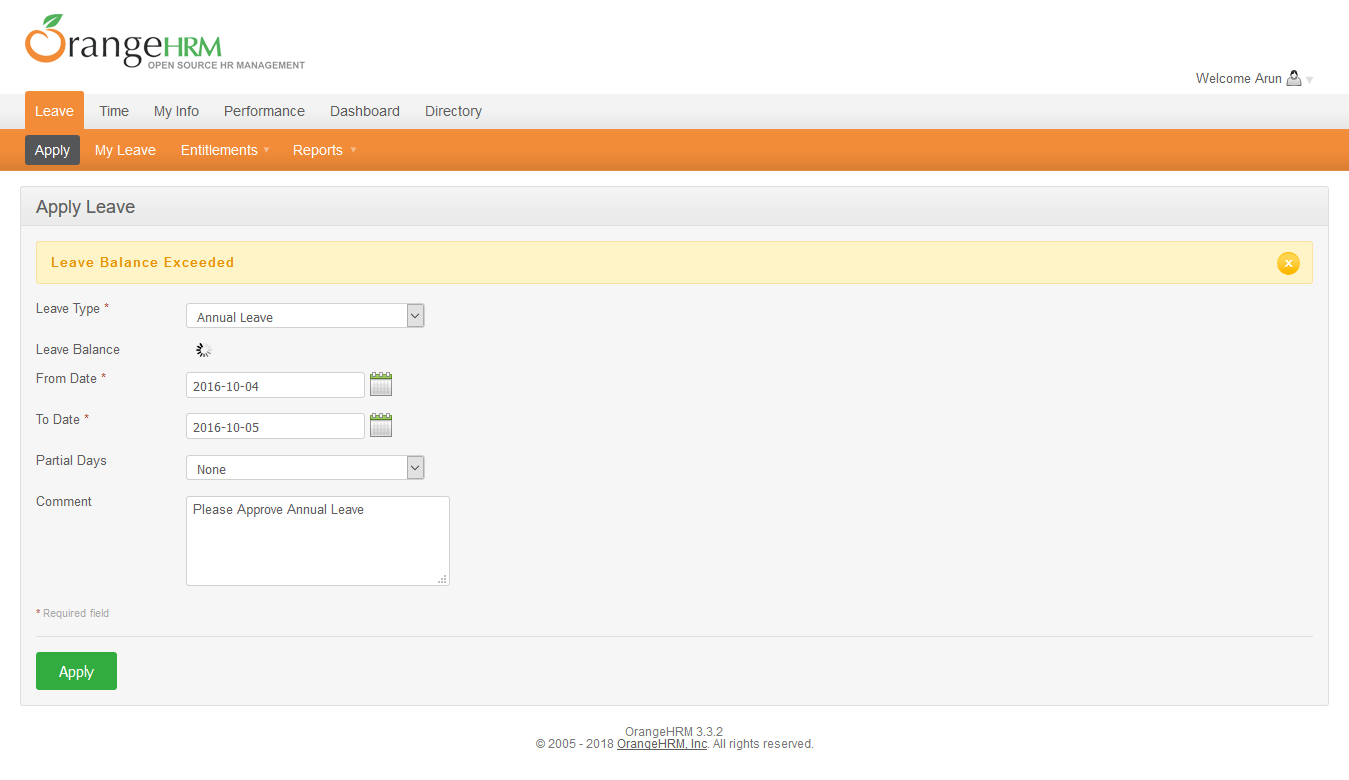 OrangeHRM
OPEN SOURCE HR MANAGEMENT
Welcome Arun
Leave Time My Info Performance Dashboard Directory
Apply My Leave Entitlements Reports
Apply Leave
Leave Balance Exceeded
Leave Type * Annual Leave
Leave Balance
From Date * 2016-10-04
To Date * 2016-10-05
Partial Days None
Comment Please Approve Annual Leave
* Required field
Apply
OrangeHRM 3.3.2
© 2005 - 2018 OrangeHRM, Inc. All rights reserved.